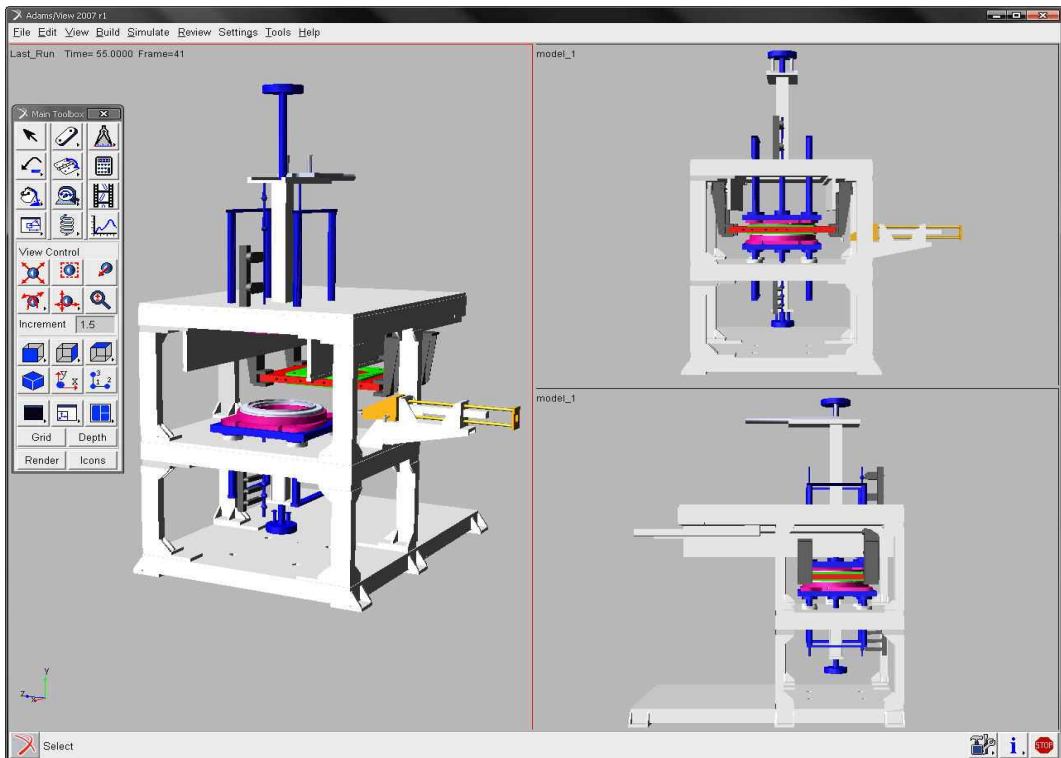 Adams/View 2007 r1
File Edit View Build Simulate Review Settings Tools Help
Last_Run Time= 55.0000 Frame=41
model_1
Main Toolbox
View Control
Increment 1.5
Grid Depth
Render Icons
model_1
Y
Z X
Select
STOP